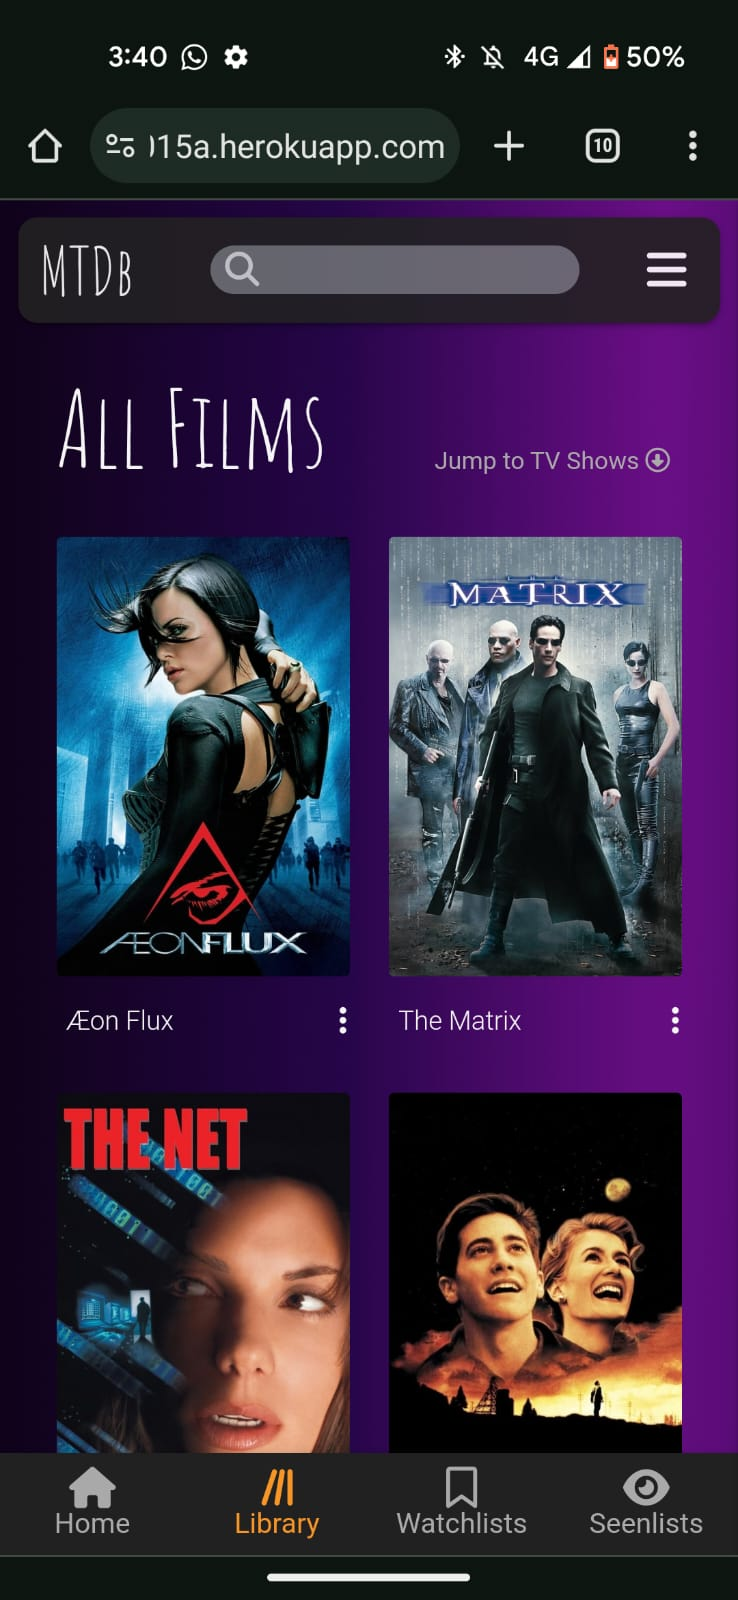 3:40
4G 50%
)15a.herokuapp.com
10
MTDb
All Films
Jump to TV Shows
MATRIX
ÆONFLUX
Æon Flux
The Matrix
THE NET
Home
Library
Watchlists
Seenlists